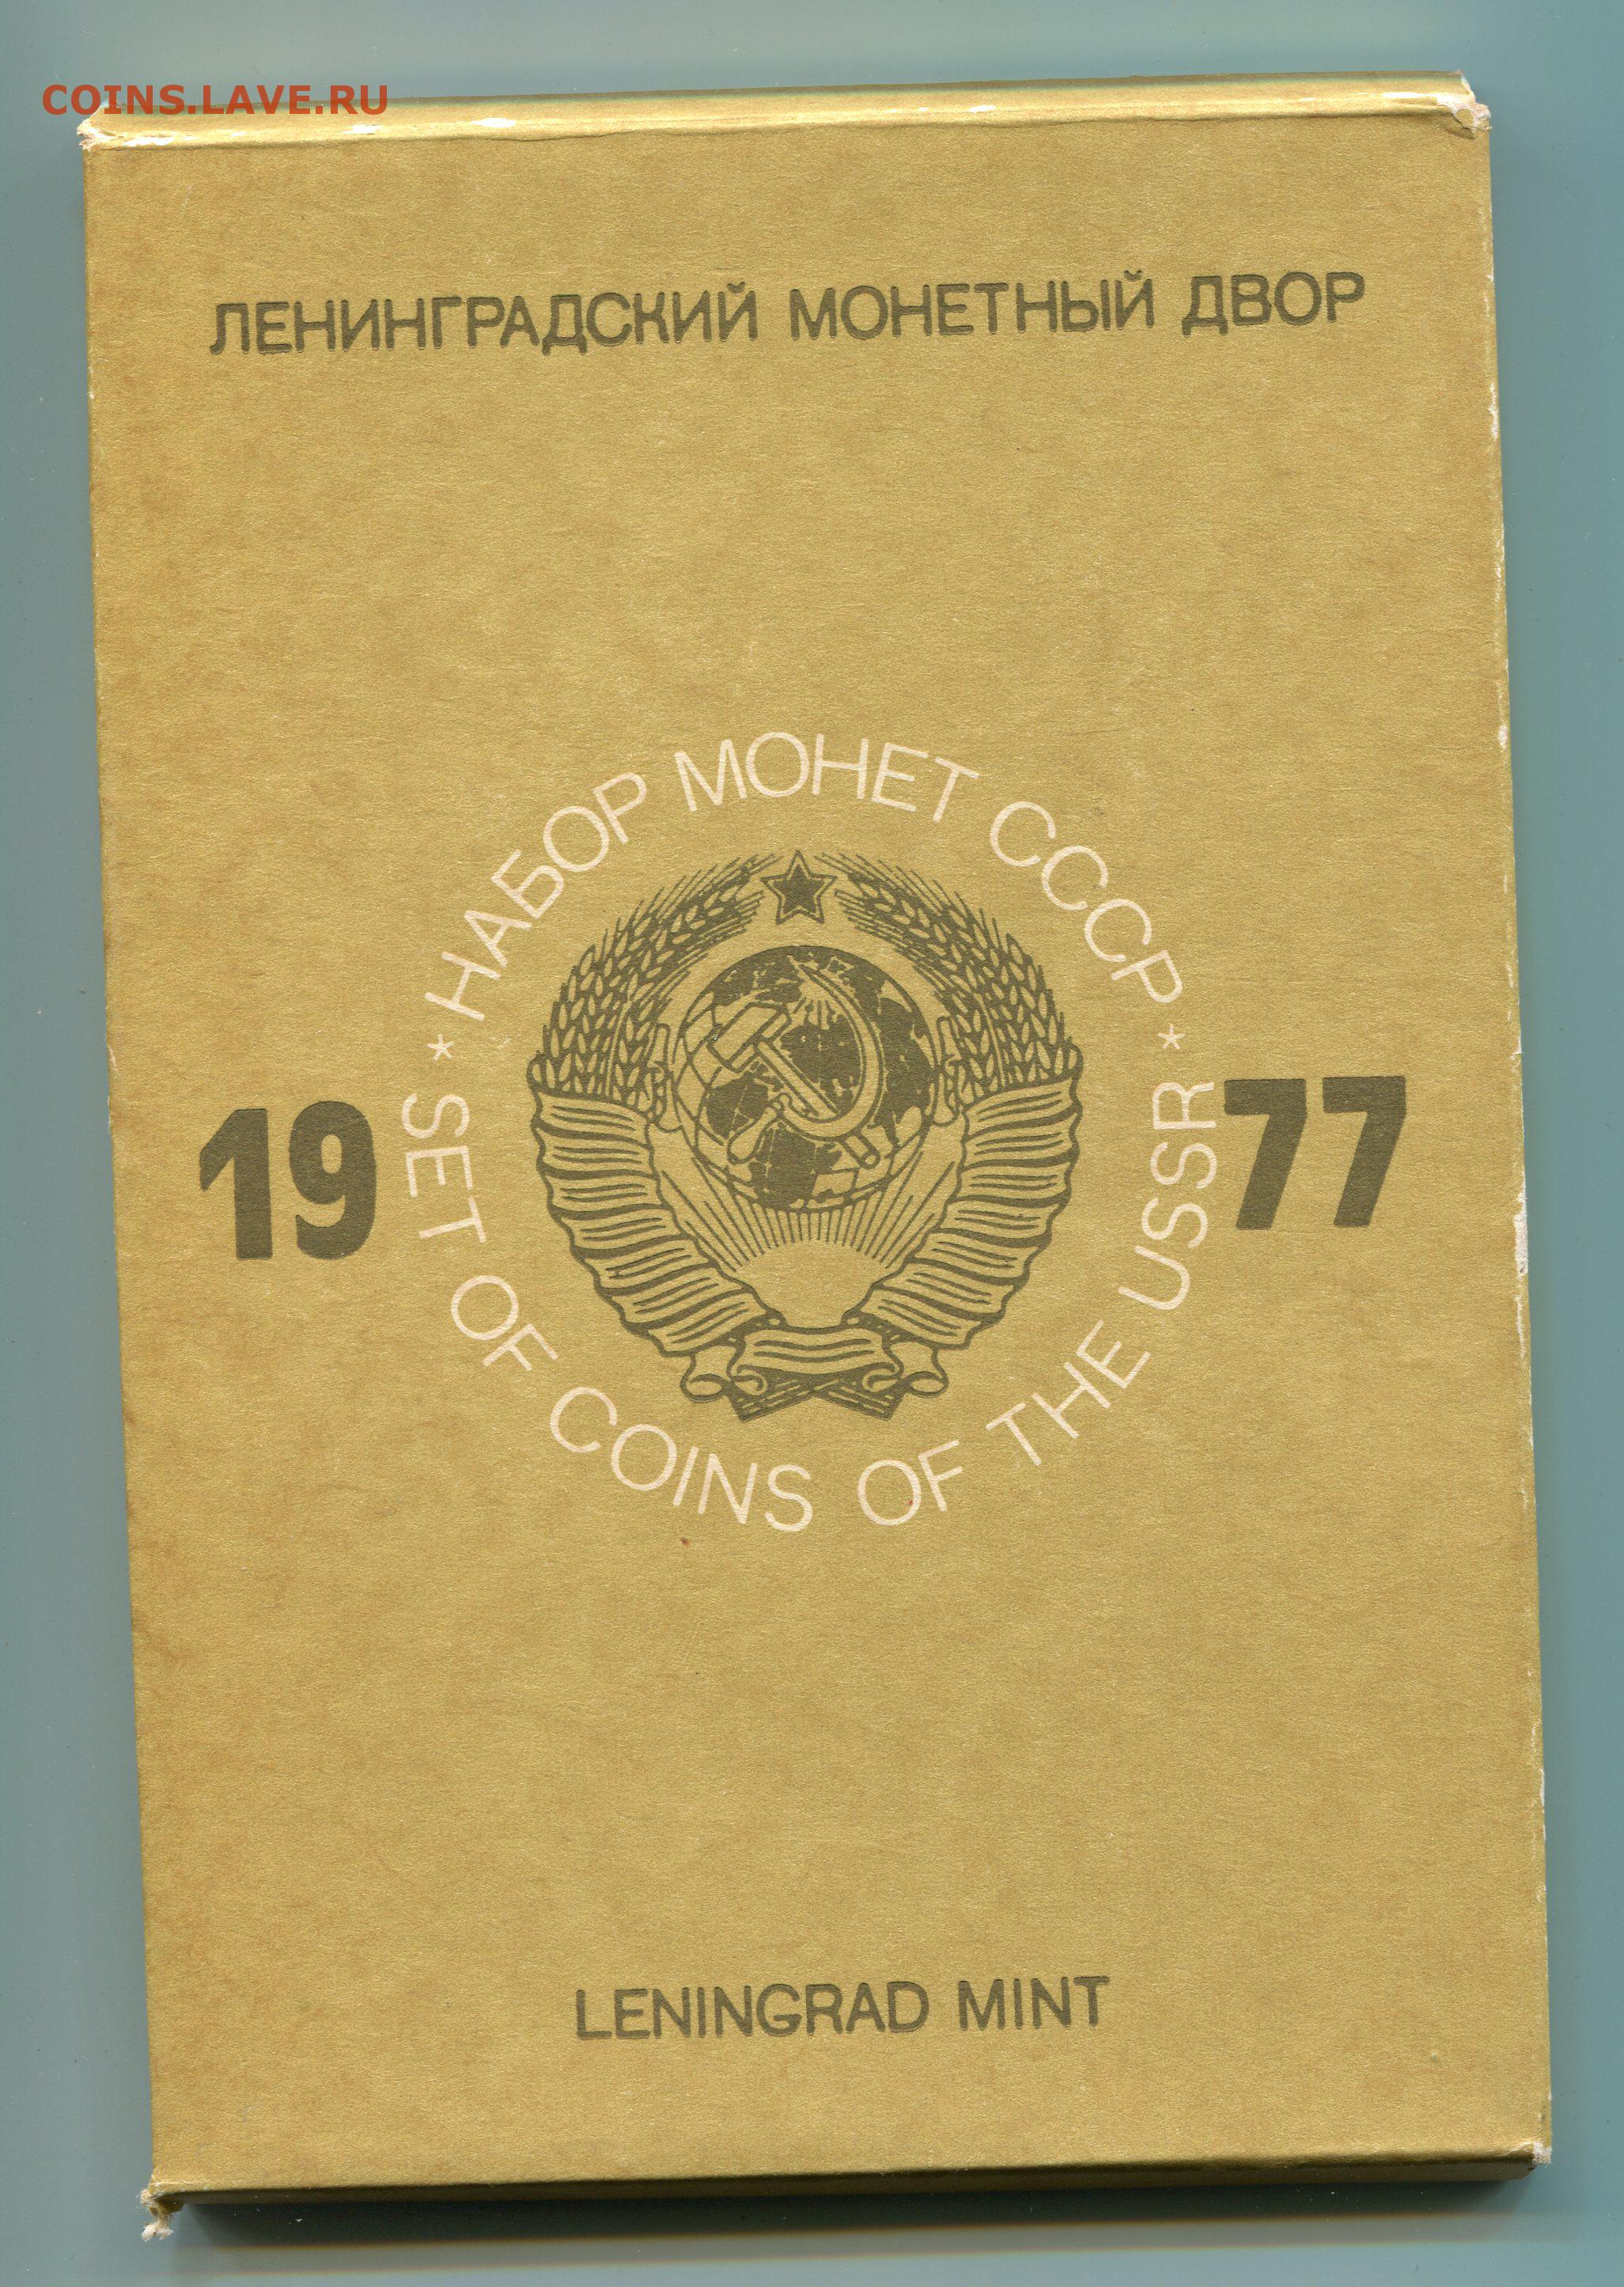 COINS.LAVE.RU
ЛЕНИНГРАДСКИЙ МОНЕТНЫЙ ДВОР
* НАБОР МОНЕТ СССР *
19
77
SET OF COINS OF THE USSR
LENINGRAD MINT